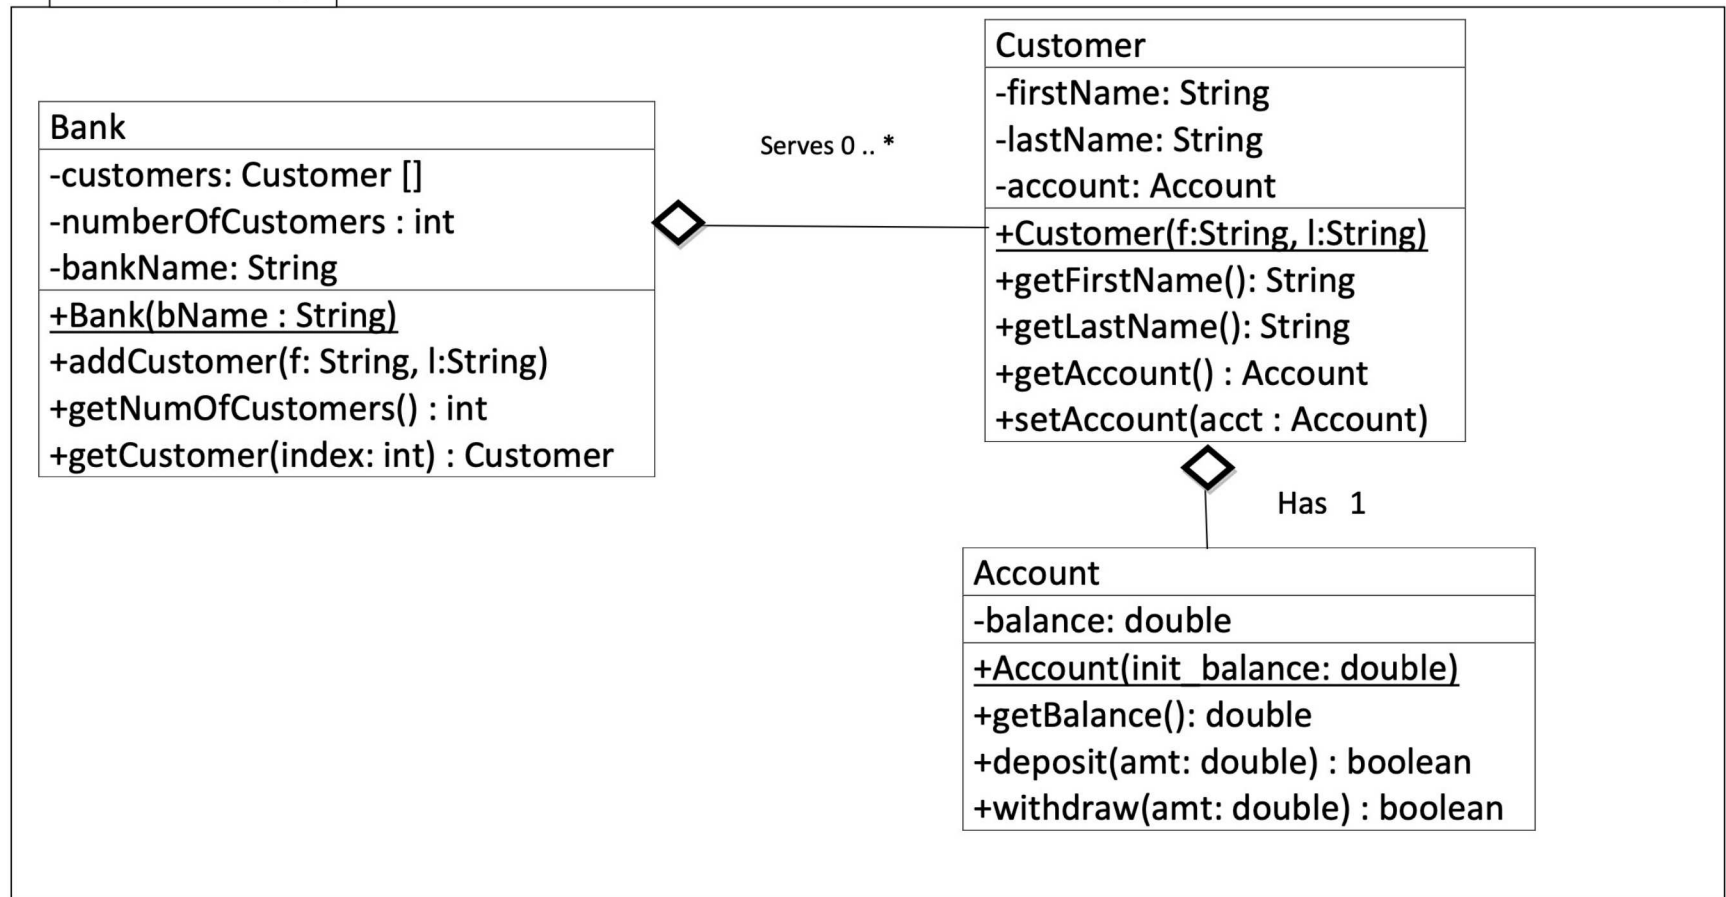 Bank
-customers: Customer []
-numberOfCustomers : int
-bankName: String
+Bank(bName : String)
+addCustomer(f: String, l:String)
+getNumOfCustomers() : int
+getCustomer(index: int) : Customer
Serves 0 .. *
Customer
-firstName: String
-lastName: String
-account: Account
+Customer(f:String, l:String)
+getFirstName(): String
+getLastName(): String
+getAccount() : Account
+setAccount(acct : Account)
Has 1
Account
-balance: double
+Account(init_balance: double)
+getBalance(): double
+deposit(amt: double) : boolean
+withdraw(amt: double) : boolean